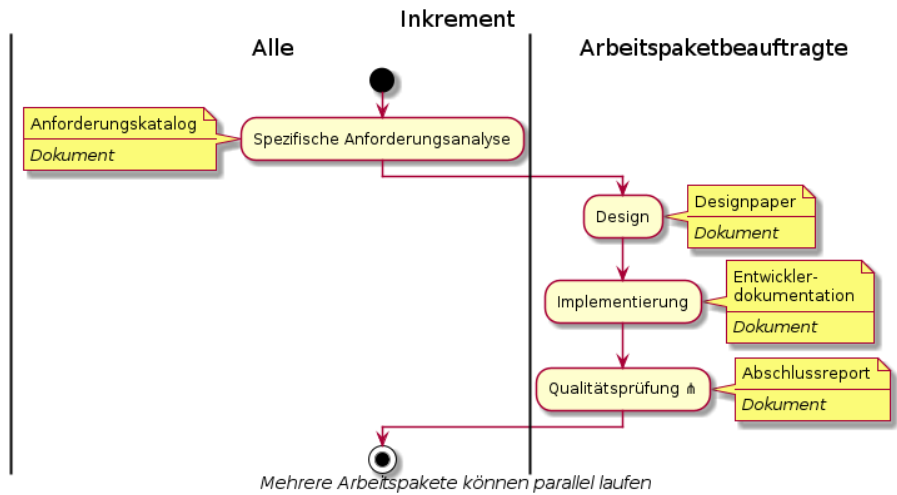 Inkrement
Alle
Arbeitspaketbeauftragte
Anforderungskatalog
Dokument
Spezifische Anforderungsanalyse
Design
Designpaper
Dokument
Implementierung
Entwickler-
dokumentation
Dokument
Qualitätsprüfung ⋔
Abschlussreport
Dokument
Mehrere Arbeitspakete können parallel laufen